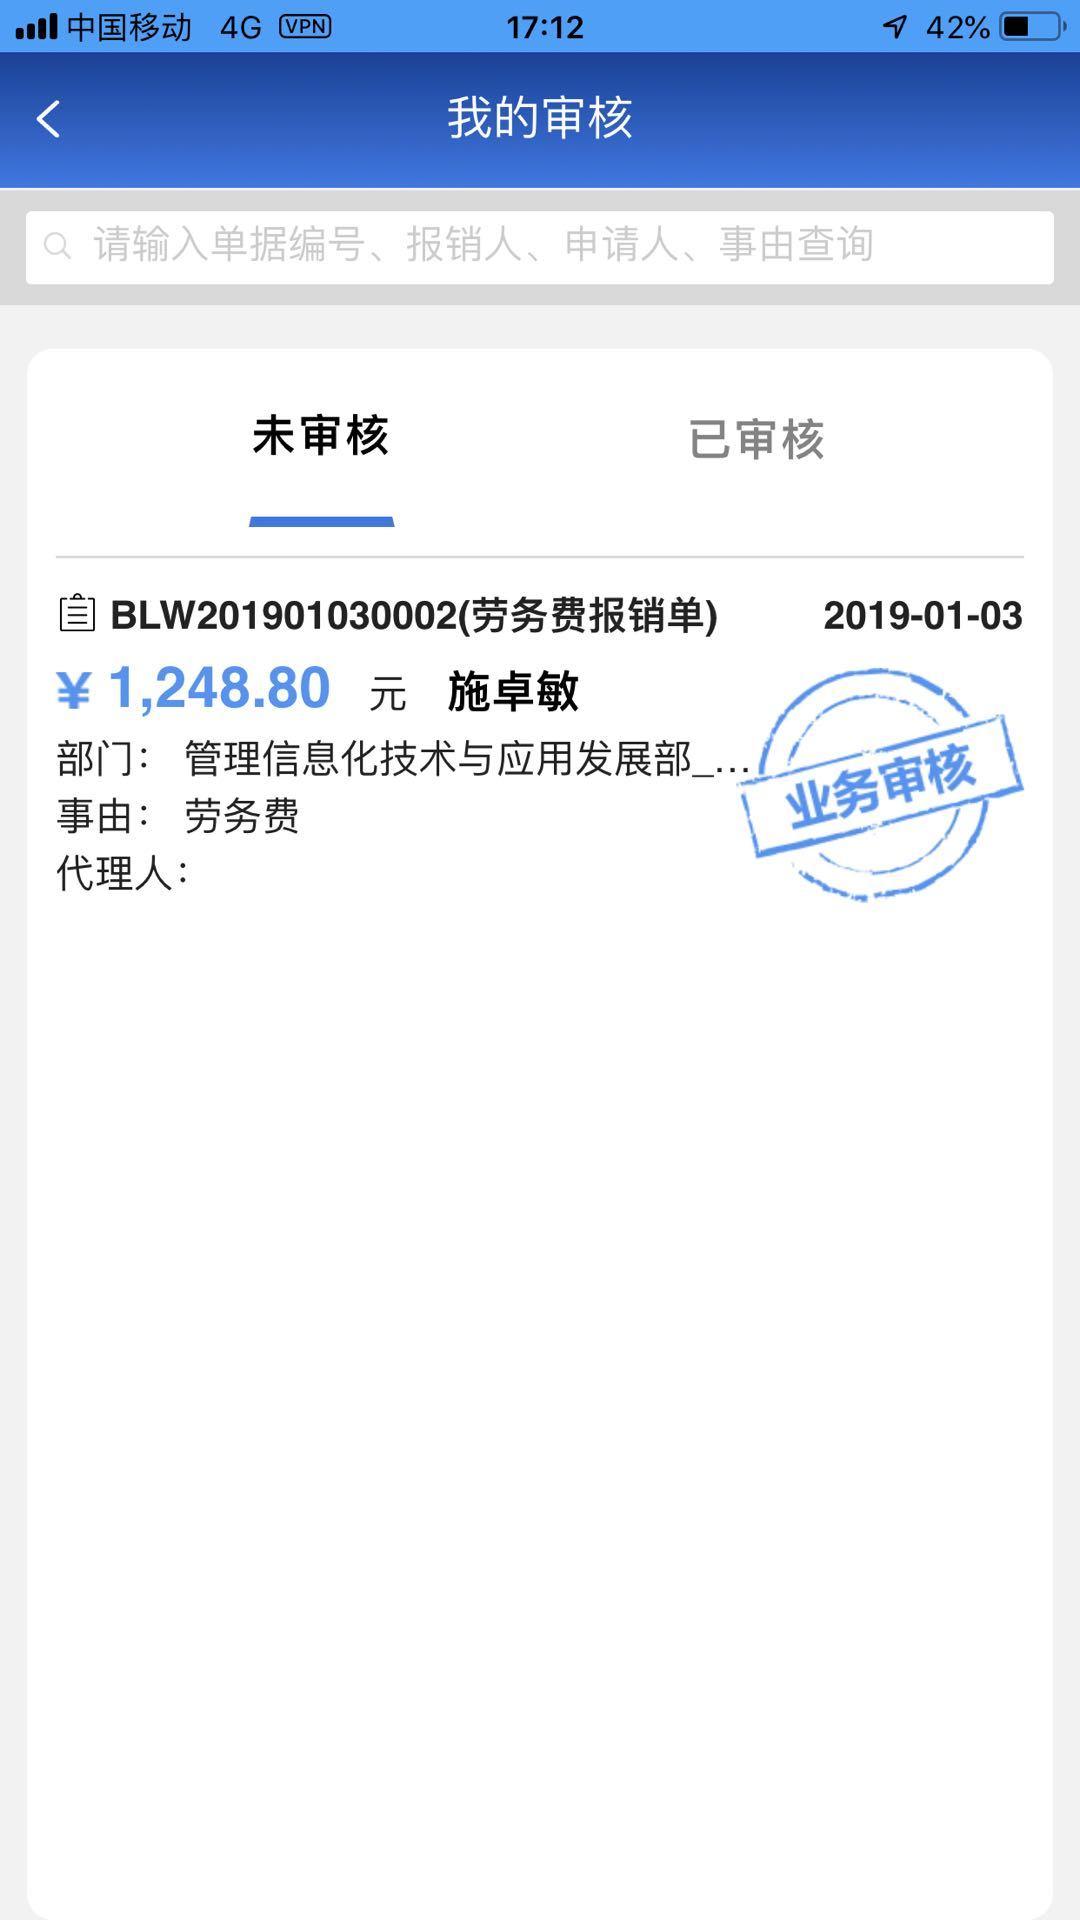 中国移动 4G VPN 17:12 42%
我的审核
请输入单据编号、报销人、申请人、事由查询
未审核 已审核
BLW201901030002(劳务费报销单) 2019-01-03
¥ 1,248.80 元 施卓敏
部门： 管理信息化技术与应用发展部_...
业务审核
事由： 劳务费
代理人：